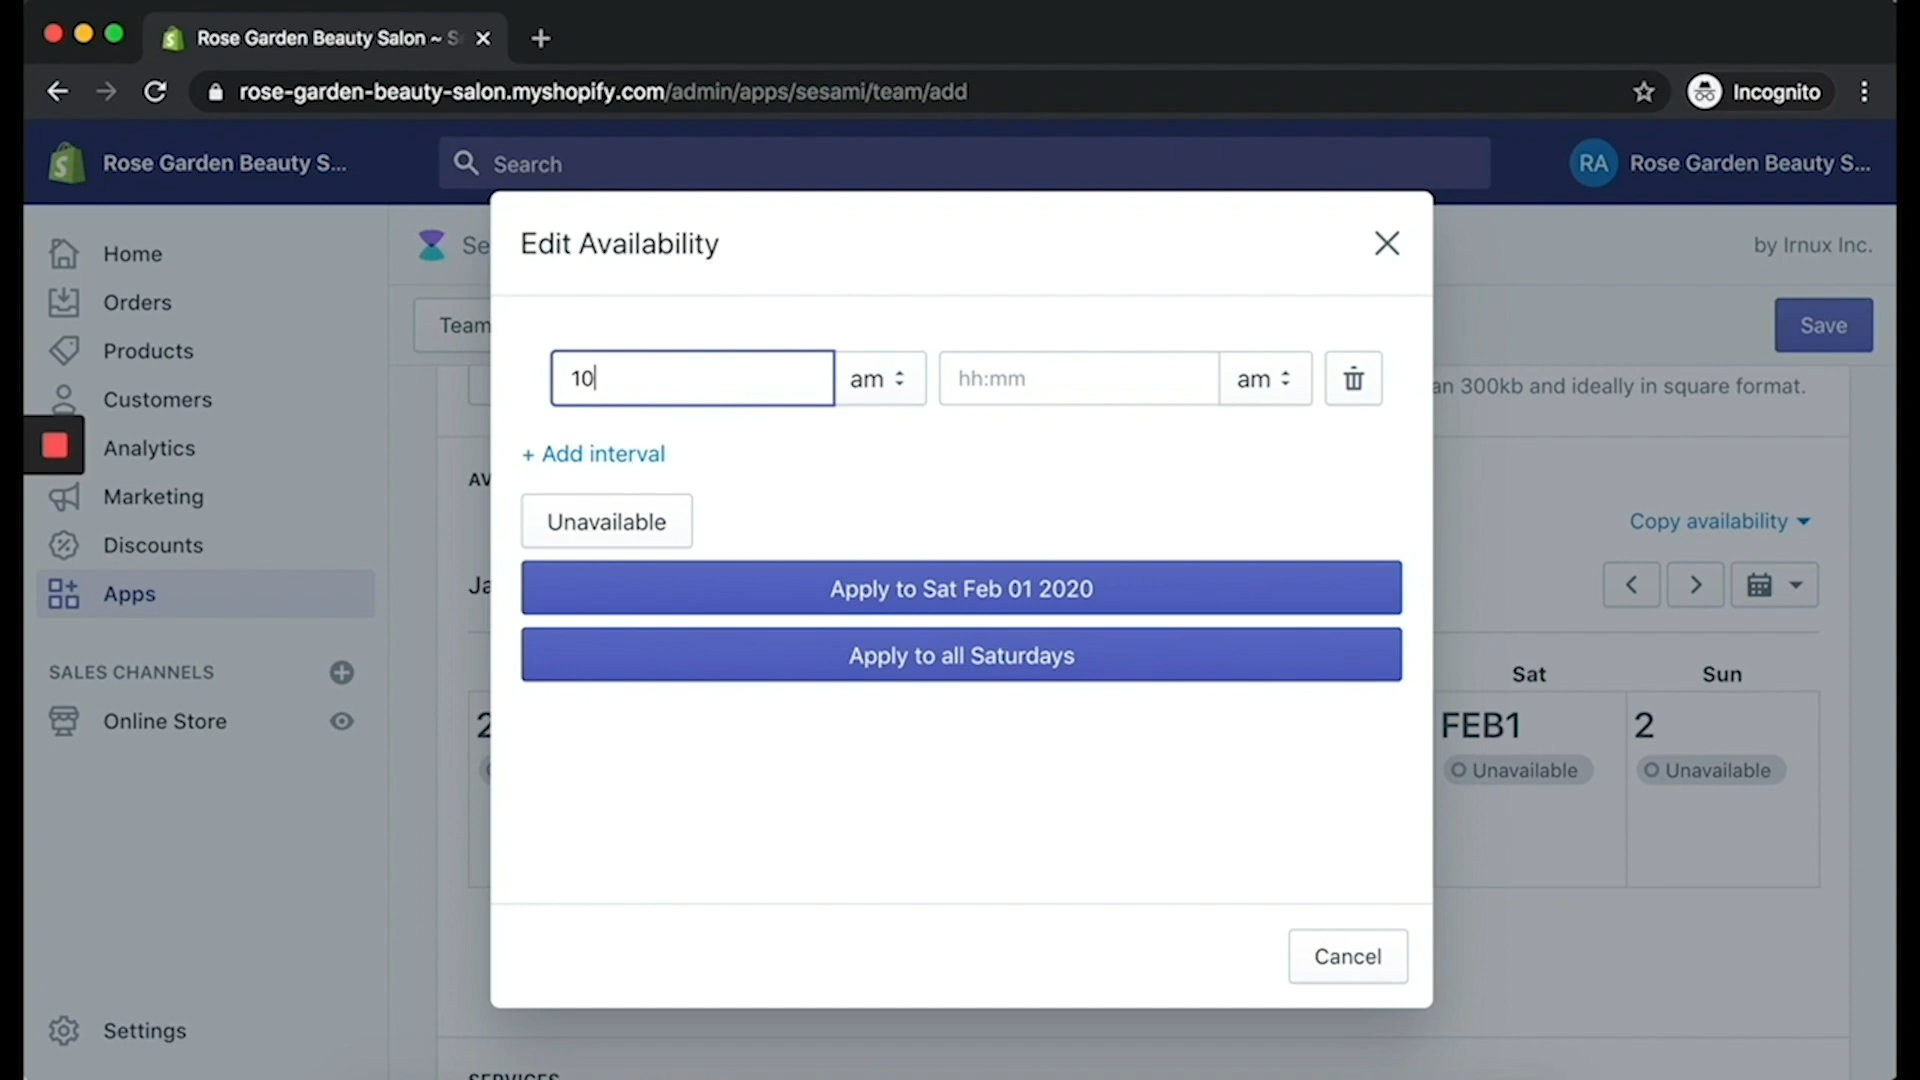 Rose Garden Beauty Salon ~ S
rose-garden-beauty-salon.myshopify.com/admin/apps/sesami/team/add
Incognito
Rose Garden Beauty S...
Search
RA
Rose Garden Beauty S...
Home
Orders
Products
Customers
Analytics
Marketing
Discounts
Apps
SALES CHANNELS
Online Store
Settings
Se
by Irnux Inc.
Team
Save
an 300kb and ideally in square format.
AV
Copy availability
Ja
Sat
Sun
2
FEB1
2
Unavailable
Unavailable
SERVICES
Edit Availability
10
am
hh:mm
am
+ Add interval
Unavailable
Apply to Sat Feb 01 2020
Apply to all Saturdays
Cancel